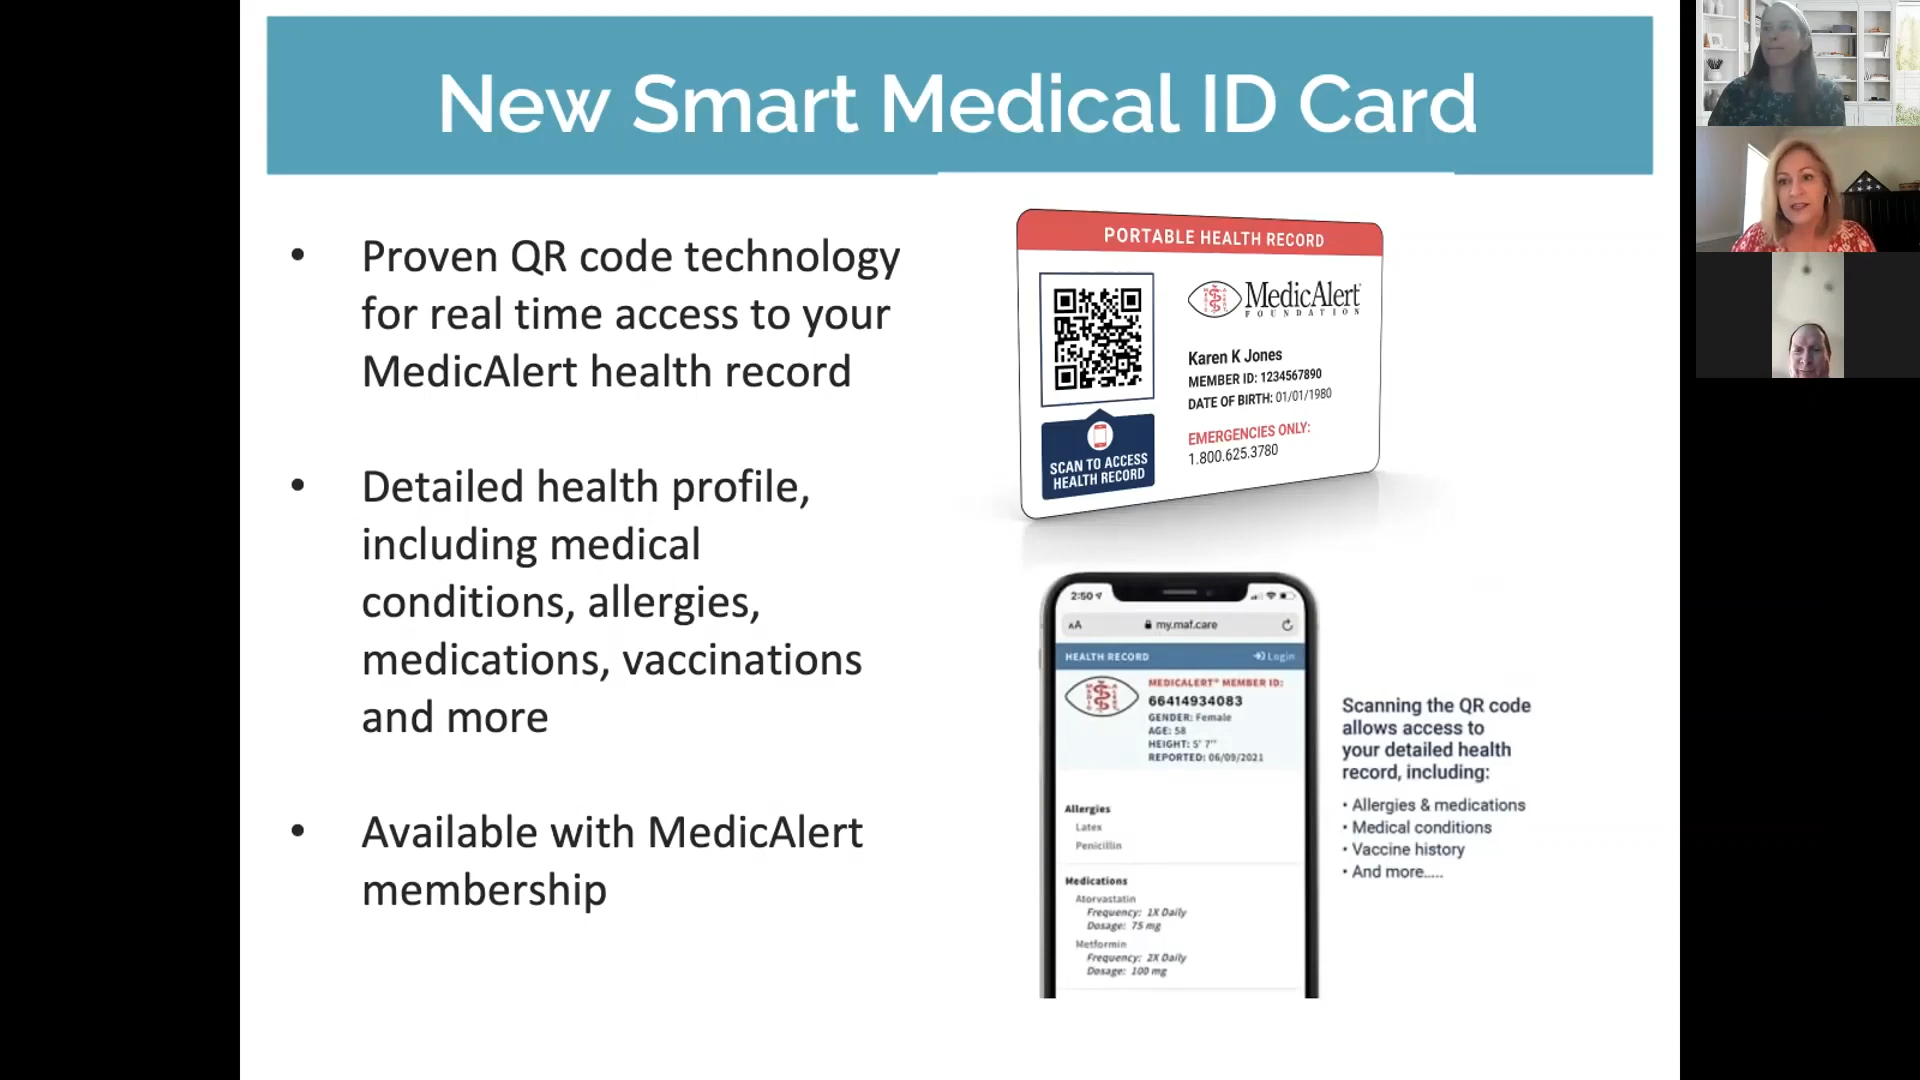 New Smart Medical ID Card
• Proven QR code technology
for real time access to your
MedicAlert health record
• Detailed health profile,
including medical
conditions, allergies,
medications, vaccinations
and more
• Available with MedicAlert
membership
PORTABLE HEALTH RECORD
MedicAlert
FOUNDATION
Karen K Jones
MEMBER ID: 1234567890
DATE OF BIRTH: 01/01/1980
EMERGENCIES ONLY:
1.800.625.3780
SCAN TO ACCESS
HEALTH RECORD
2:50
AA my.maf.care
HEALTH RECORD Login
MEDICALERT® MEMBER ID:
66414934083
GENDER: Female
AGE: 58
HEIGHT: 5' 7"
REPORTED: 06/09/2021
Allergies
Latex
Penicillin
Medications
Atorvastatin
Frequency: 1X Daily
Dosage: 75 mg
Metformin
Frequency: 2X Daily
Dosage: 100 mg
Scanning the QR code
allows access to
your detailed health
record, including:
• Allergies & medications
• Medical conditions
• Vaccine history
• And more.....